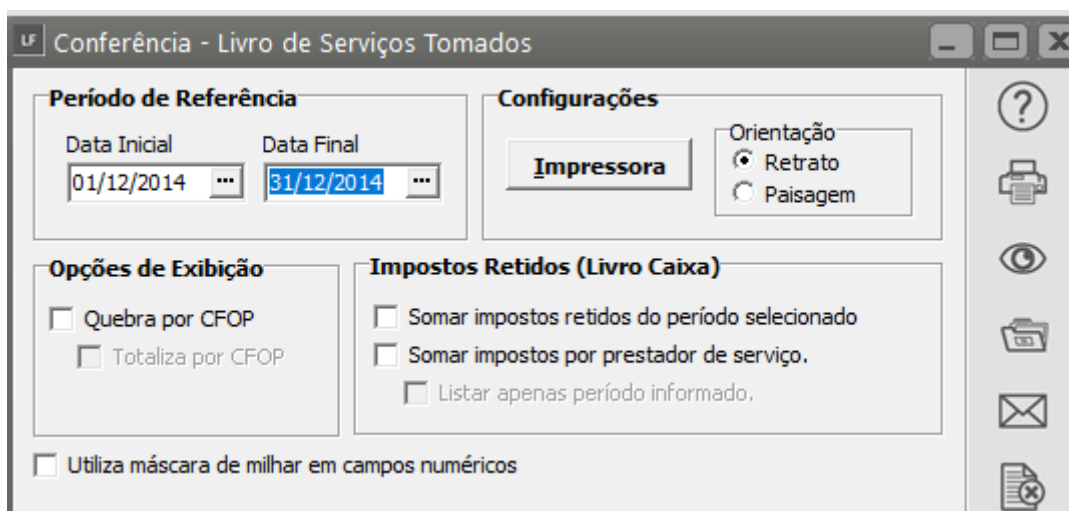 LF Conferência - Livro de Serviços Tomados
Período de Referência
Data Inicial Data Final
01/12/2014 ... 31/12/2014 ...
Configurações
Impressora
Orientação
Retrato
Paisagem
Opções de Exibição
Quebra por CFOP
Totaliza por CFOP
Impostos Retidos (Livro Caixa)
Somar impostos retidos do período selecionado
Somar impostos por prestador de serviço.
Listar apenas período informado.
Utiliza máscara de milhar em campos numéricos